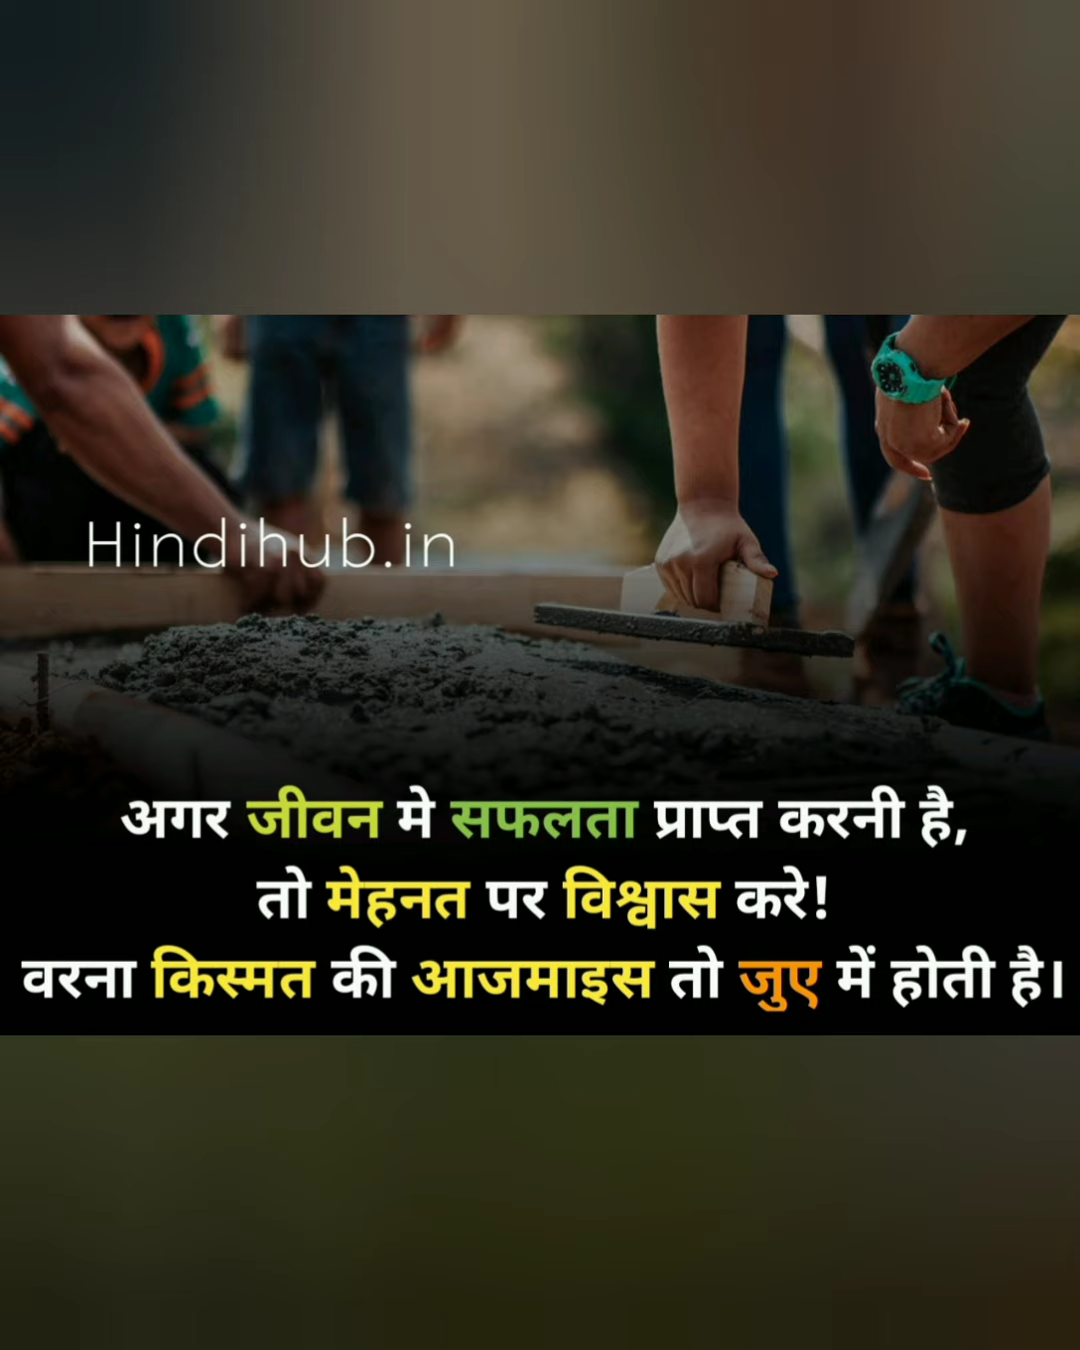 Hindihub.in
अगर जीवन मे सफलता प्राप्त करनी है,
तो मेहनत पर विश्वास करे!
वरना किस्मत की आजमाइस तो जुए में होती है।